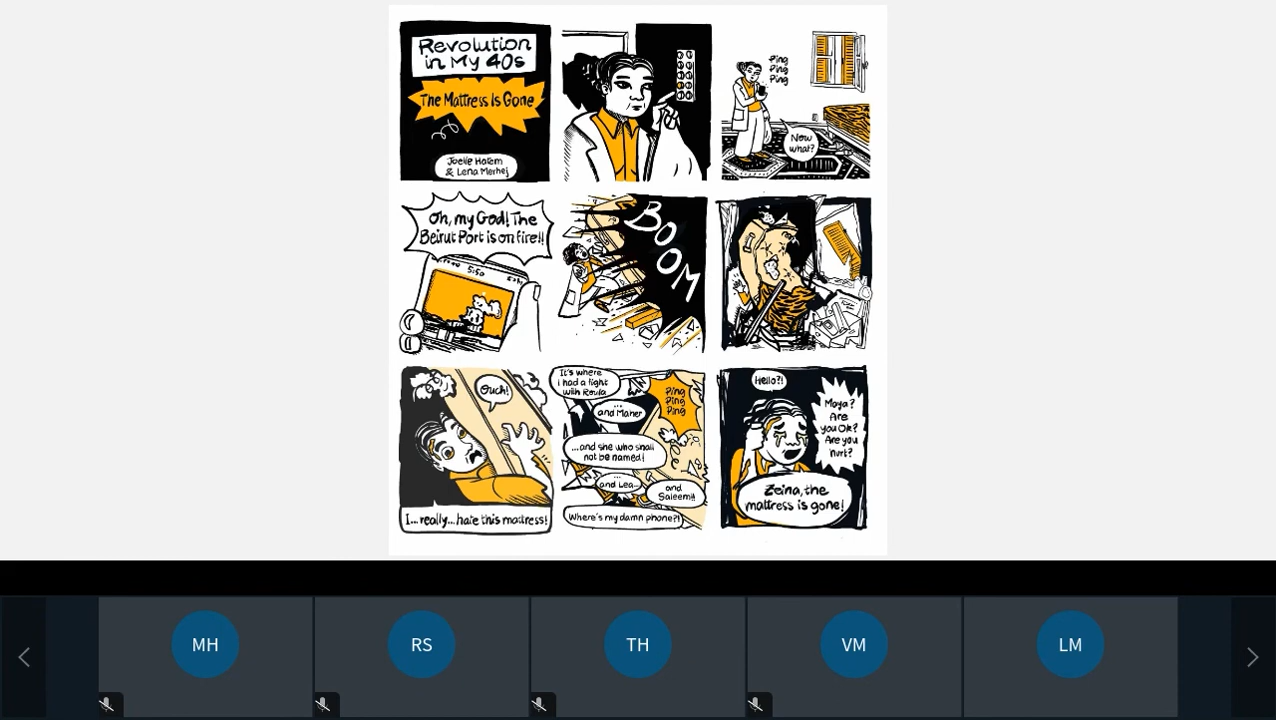 Revolution
in My 40s
The Mattress Is Gone
Joelle Hatem
& Lena Merhej
Ping
Ping
Ping
Now
what?
Oh, my God! The
Beirut Port is on fire!!
5:50
BOOM
Ouch!
I... really... hate this mattress!
It's where
I had a fight
with Roula
...
and Maher
Ping
Ping
Ping
...and she who shall
not be named!
...
and Lea...
and
Saleem!!
Where's my damn phone?!
Hello?!
Maya?
Are
you OK?
Are you
hurt?
Zeina, the
mattress is gone!
MH
RS
TH
VM
LM